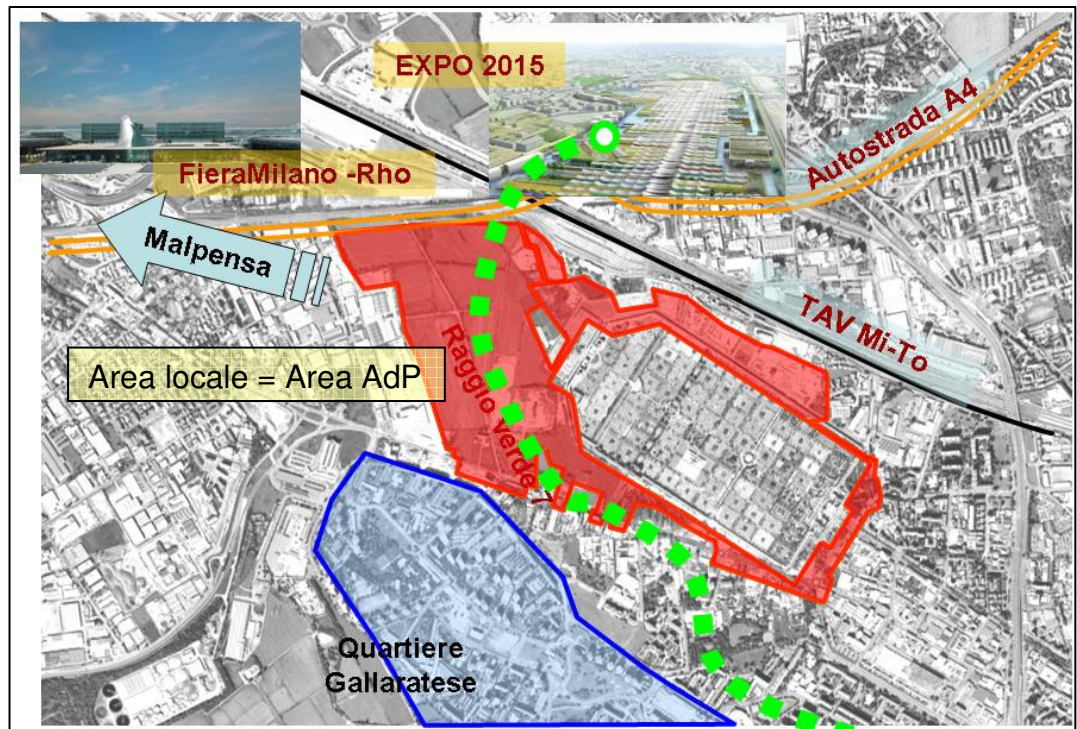 EXPO 2015
FieraMilano -Rho
Autostrada A4
Malpensa
TAV Mi-To
Area locale = Area AdP
Raggio verde 7
Quartiere
Gallaratese